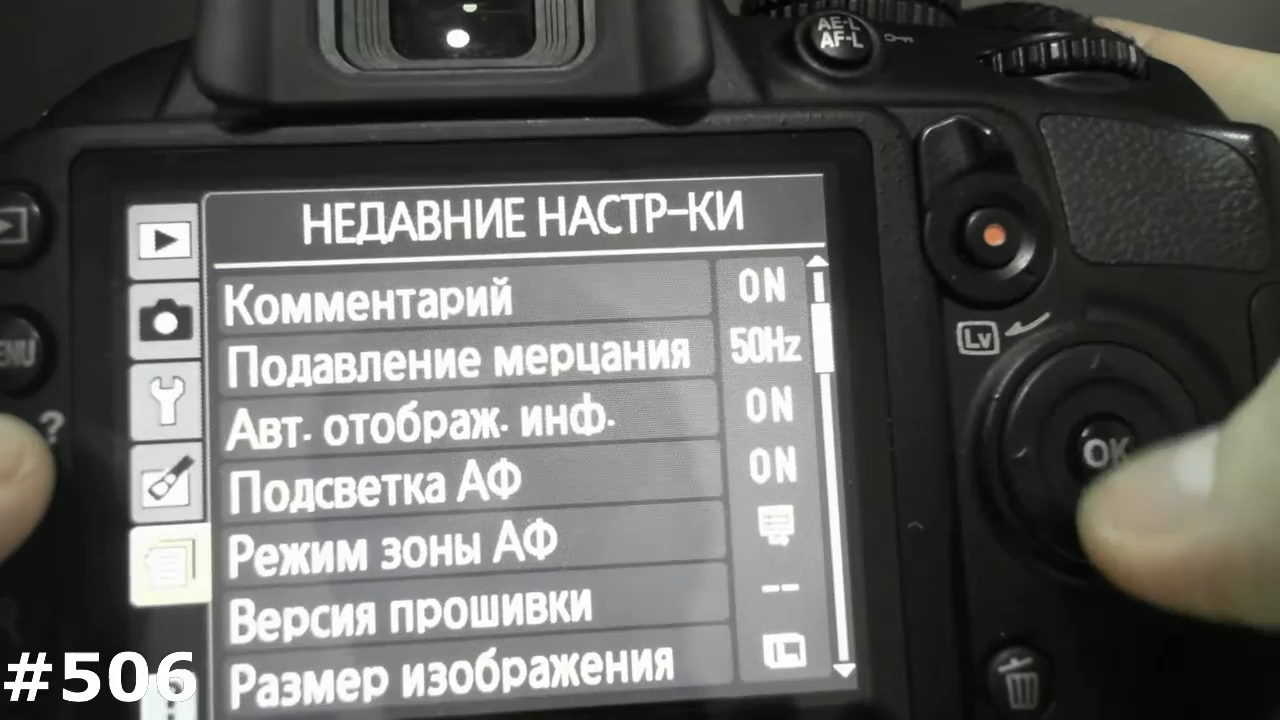 AE-L
AF-L
НЕДАВНИЕ НАСТР-КИ
Комментарий ON
Подавление мерцания 50Hz
Авт. отображ. инф. ON
Подсветка АФ ON
Режим зоны АФ
Версия прошивки --
Размер изображения L
Lv
ENU
?
OK
#506